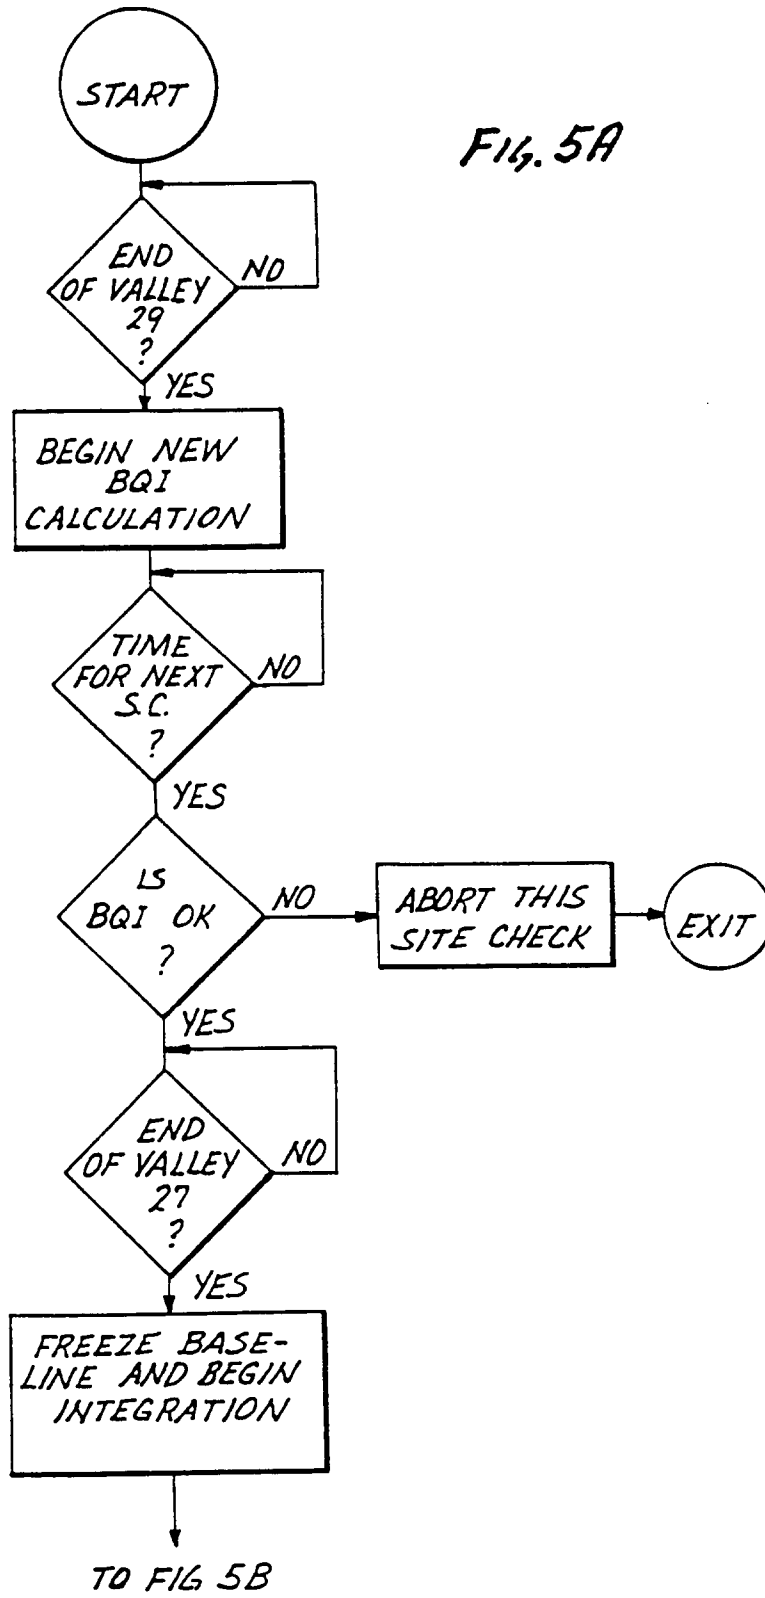 START
FIG. 5A
END
OF VALLEY
29
?
NO
YES
BEGIN NEW
BQI
CALCULATION
TIME
FOR NEXT
S.C.
?
NO
YES
IS
BQI OK
?
NO
ABORT THIS
SITE CHECK
EXIT
YES
END
OF VALLEY
27
?
NO
YES
FREEZE BASE-
LINE AND BEGIN
INTEGRATION
TO FIG 5B